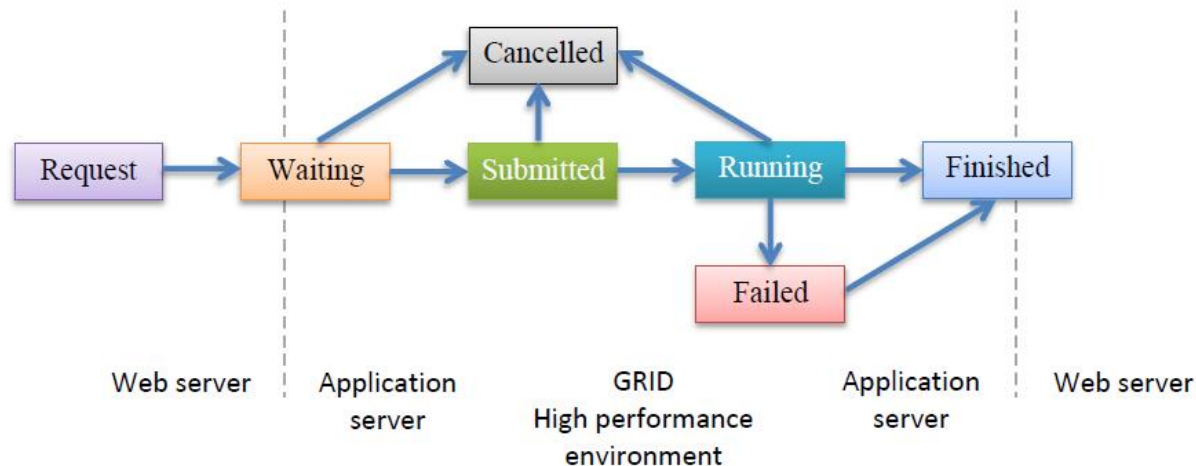 Cancelled
Request
Waiting
Submitted
Running
Finished
Failed
Web server
Application
server
GRID
High performance
environment
Application
server
Web server